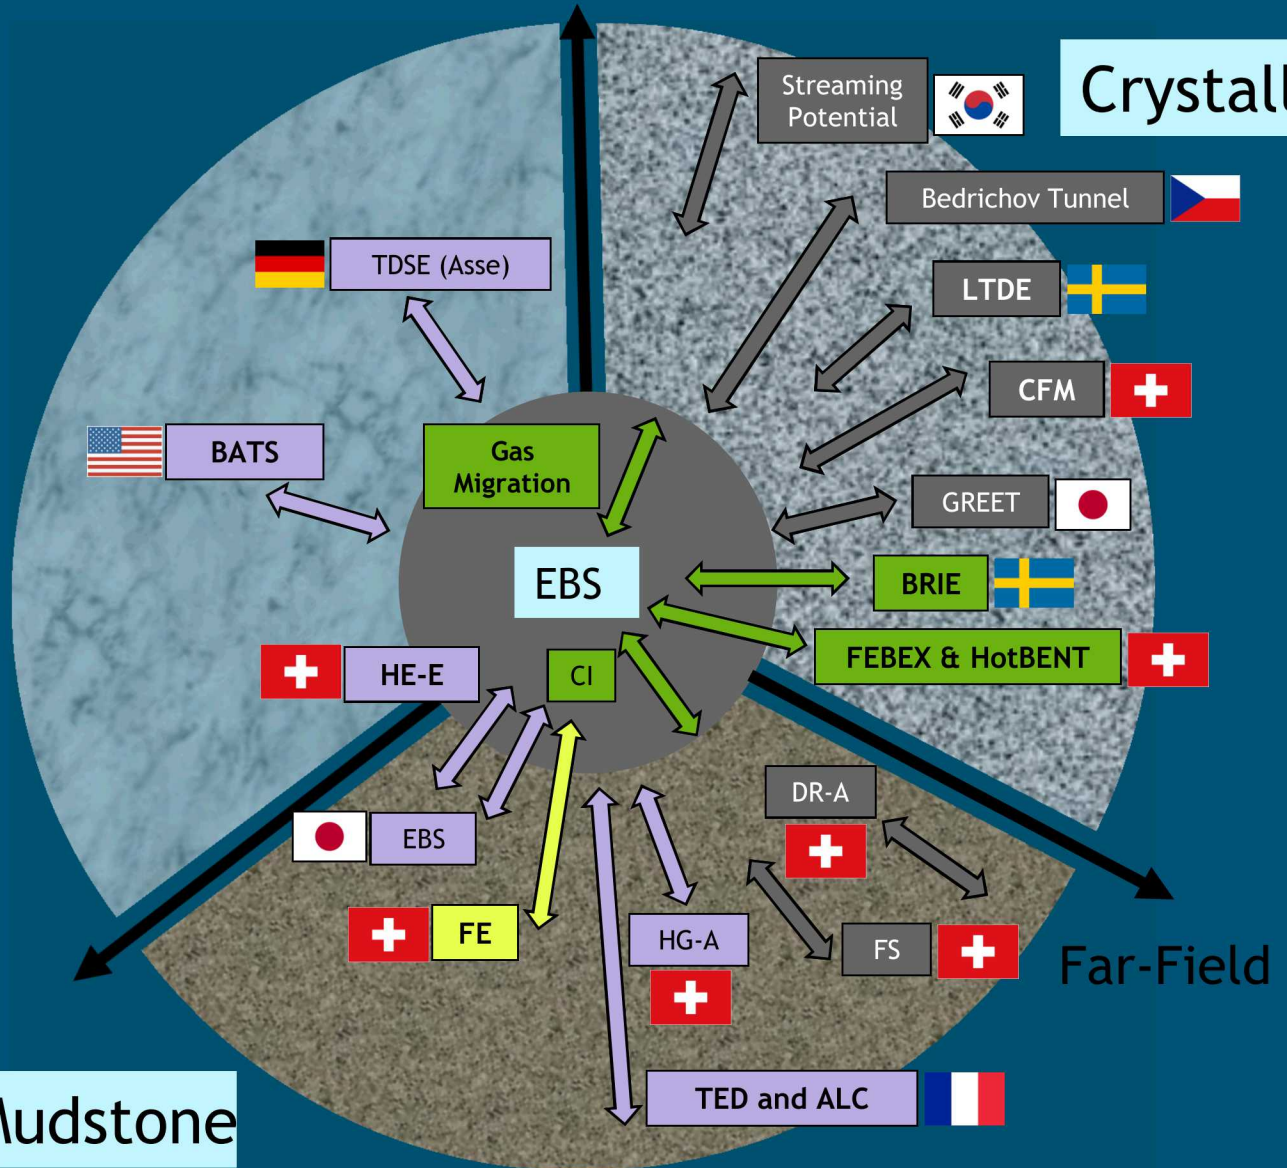 Streaming
Potential
Crystall
Bedrichov Tunnel
TDSE (Asse)
LTDE
CFM
BATS
Gas
Migration
GREET
EBS
BRIE
FEBEX & HotBENT
HE-E
CI
DR-A
EBS
FE
HG-A
FS
Far-Field
TED and ALC
Mudstone